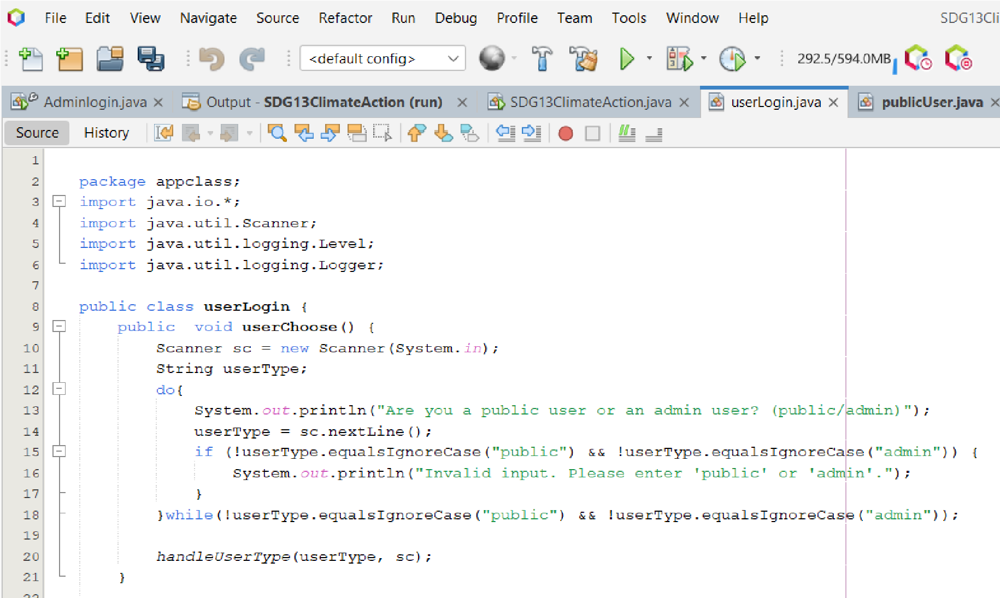 File Edit View Navigate Source Refactor Run Debug Profile Team Tools Window Help SDG13Cli
<default config> 292.5/594.0MB
Adminlogin.java Output - SDG13ClimateAction (run) SDG13ClimateAction.java userLogin.java publicUser.java
Source History
1
2 package appclass;
3 import java.io.*;
4 import java.util.Scanner;
5 import java.util.logging.Level;
6 import java.util.logging.Logger;
7
8 public class userLogin {
9 public  void userChoose() {
10 Scanner sc = new Scanner(System.in);
11 String userType;
12 do{
13 System.out.println("Are you a public user or an admin user? (public/admin)");
14 userType = sc.nextLine();
15 if (!userType.equalsIgnoreCase("public") && !userType.equalsIgnoreCase("admin")) {
16 System.out.println("Invalid input. Please enter 'public' or 'admin'.");
17 }
18 }while(!userType.equalsIgnoreCase("public") && !userType.equalsIgnoreCase("admin"));
19
20 handleUserType(userType, sc);
21 }